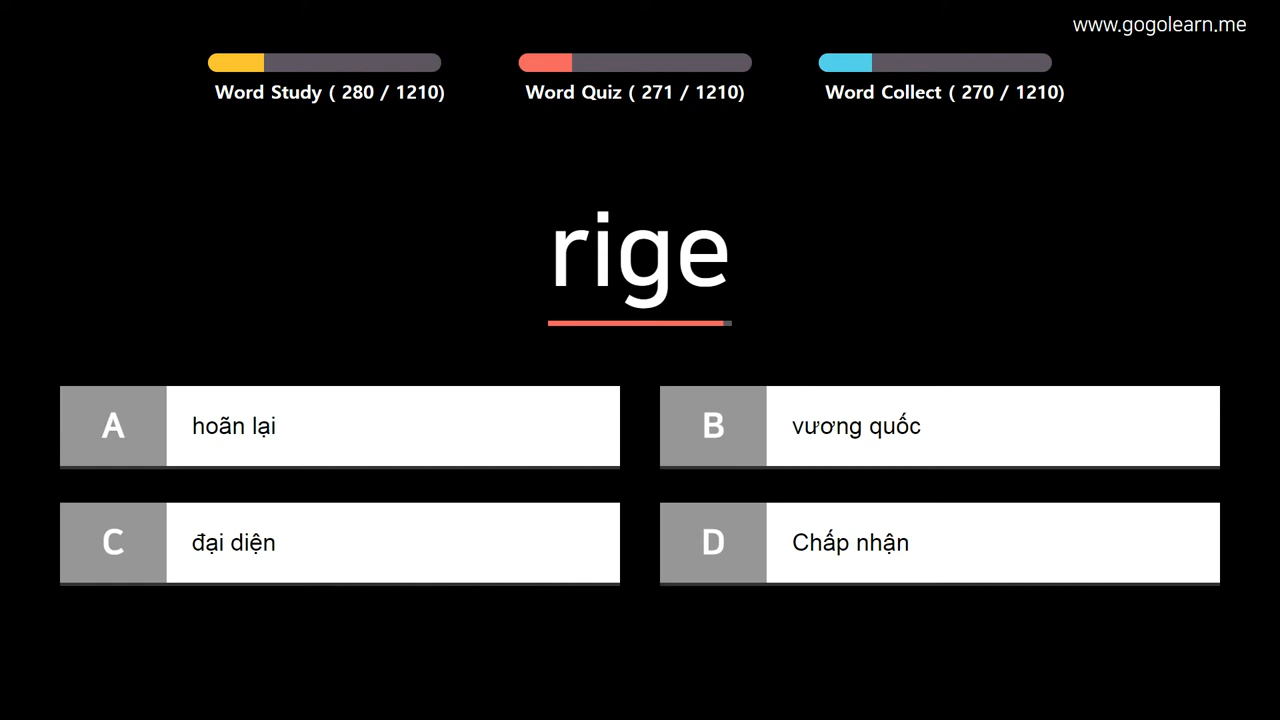 www.gogolearn.me
Word Study ( 280 / 1210)
Word Quiz ( 271 / 1210)
Word Collect ( 270 / 1210)
rige
A hoãn lại
B vương quốc
C đại diện
D Chấp nhận